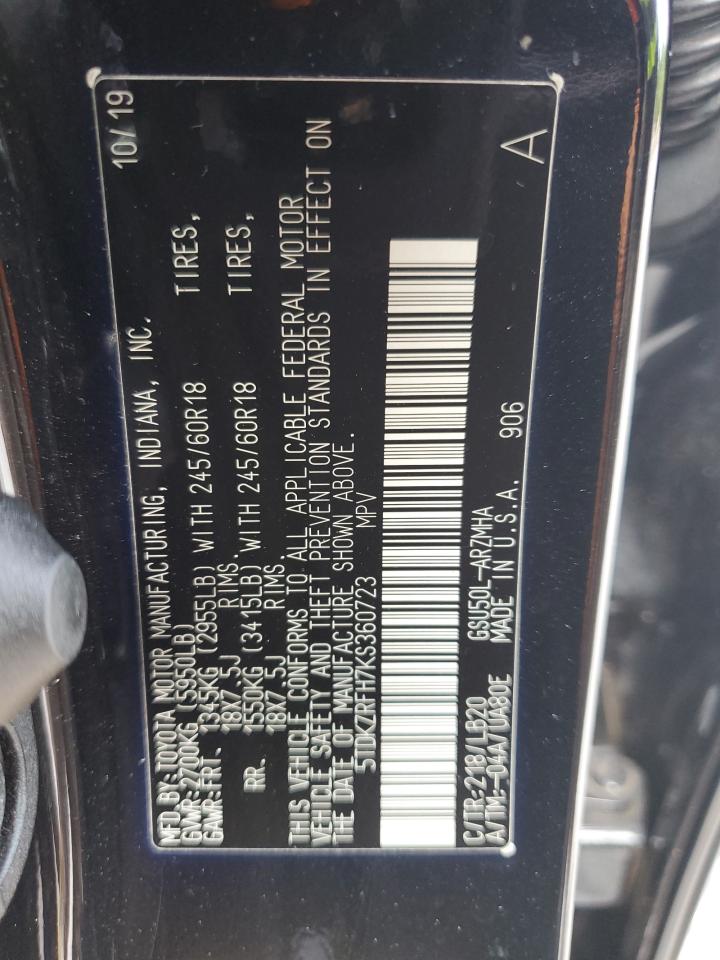 MFD BY: TOYOTA MOTOR MANUFACTURING, INDIANA, INC. 10/19
GVWR: 2700KG (5950LB)
GAWR: FRT. 1345KG (2955LB) WITH 245/60R18 TIRES,
18X7.5J RIMS.
RR. 1550KG (3415LB) WITH 245/60R18 TIRES,
18X7.5J RIMS.
THIS VEHICLE CONFORMS TO ALL APPLICABLE FEDERAL MOTOR
VEHICLE SAFETY AND THEFT PREVENTION STANDARDS IN EFFECT ON
THE DATE OF MANUFACTURE SHOWN ABOVE.
5TDKZRFH7KS360723 MPV
C/TR: 218/LB20 GSU50L-ARZMHA 906 A
A/TM: -04A/UA80E MADE IN U.S.A.